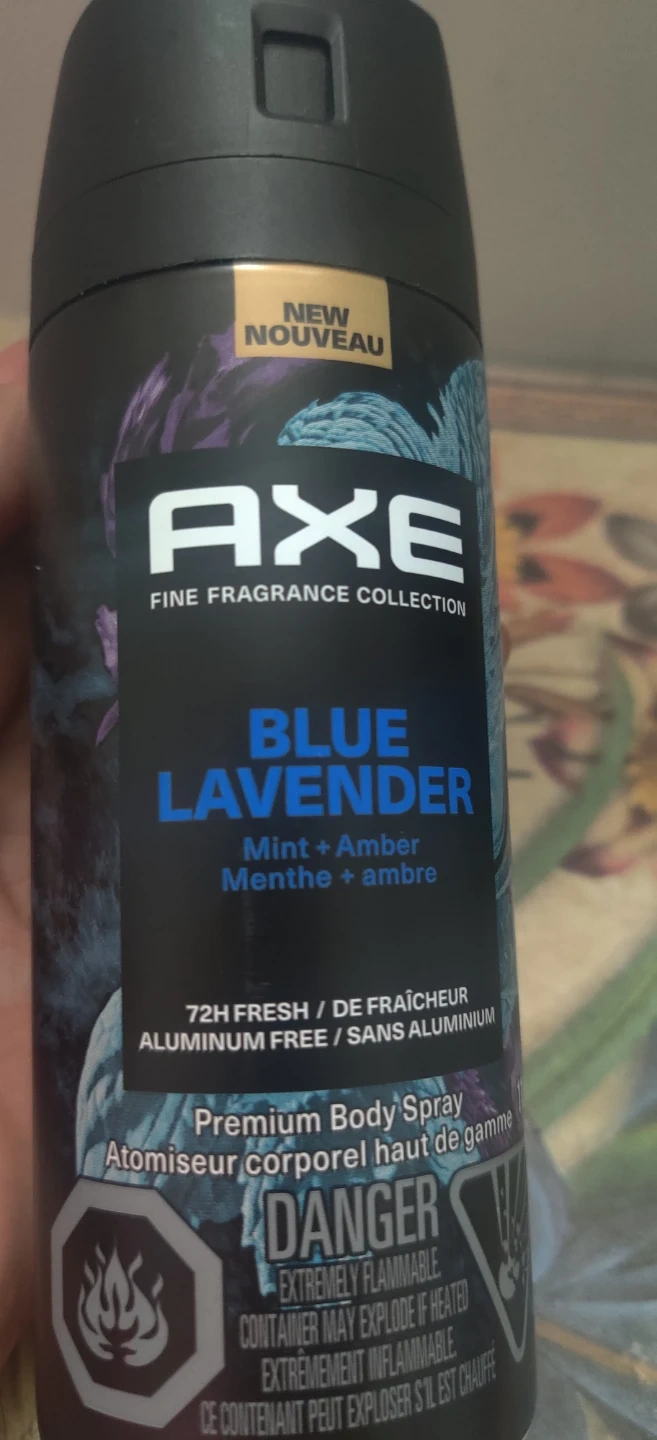 NEW
NOUVEAU
AXE
FINE FRAGRANCE COLLECTION
BLUE
LAVENDER
Mint + Amber
Menthe + ambre
72H FRESH / DE FRAÎCHEUR
ALUMINUM FREE / SANS ALUMINIUM
Premium Body Spray
Atomiseur corporel haut de gamme
DANGER
EXTREMELY FLAMMABLE.
CONTAINER MAY EXPLODE IF HEATED
EXTRÊMEMENT INFLAMMABLE.
CE CONTENANT PEUT EXPLOSER S'IL EST CHAUFFÉ